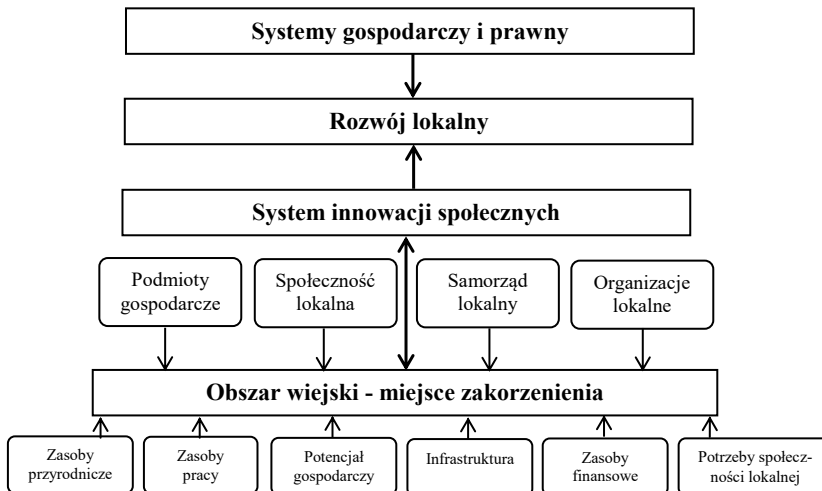 Systemy gospodarczy i prawny
Rozwój lokalny
System innowacji społecznych
Podmioty
gospodarcze
Społeczność
lokalna
Samorząd
lokalny
Organizacje
lokalne
Obszar wiejski - miejsce zakorzenienia
Zasoby
przyrodnicze
Zasoby
pracy
Potencjał
gospodarczy
Infrastruktura
Zasoby
finansowe
Potrzeby społecz-
ności lokalnej